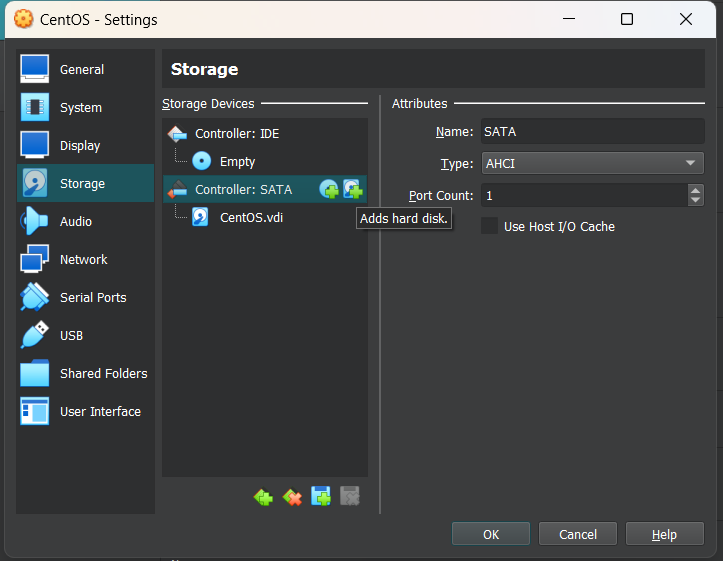 CentOS - Settings
General
System
Display
Storage
Audio
Network
Serial Ports
USB
Shared Folders
User Interface
Storage
Storage Devices
Controller: IDE
Empty
Controller: SATA
CentOS.vdi
Adds hard disk.
Attributes
Name: SATA
Type: AHCI
Port Count: 1
Use Host I/O Cache
OK Cancel Help